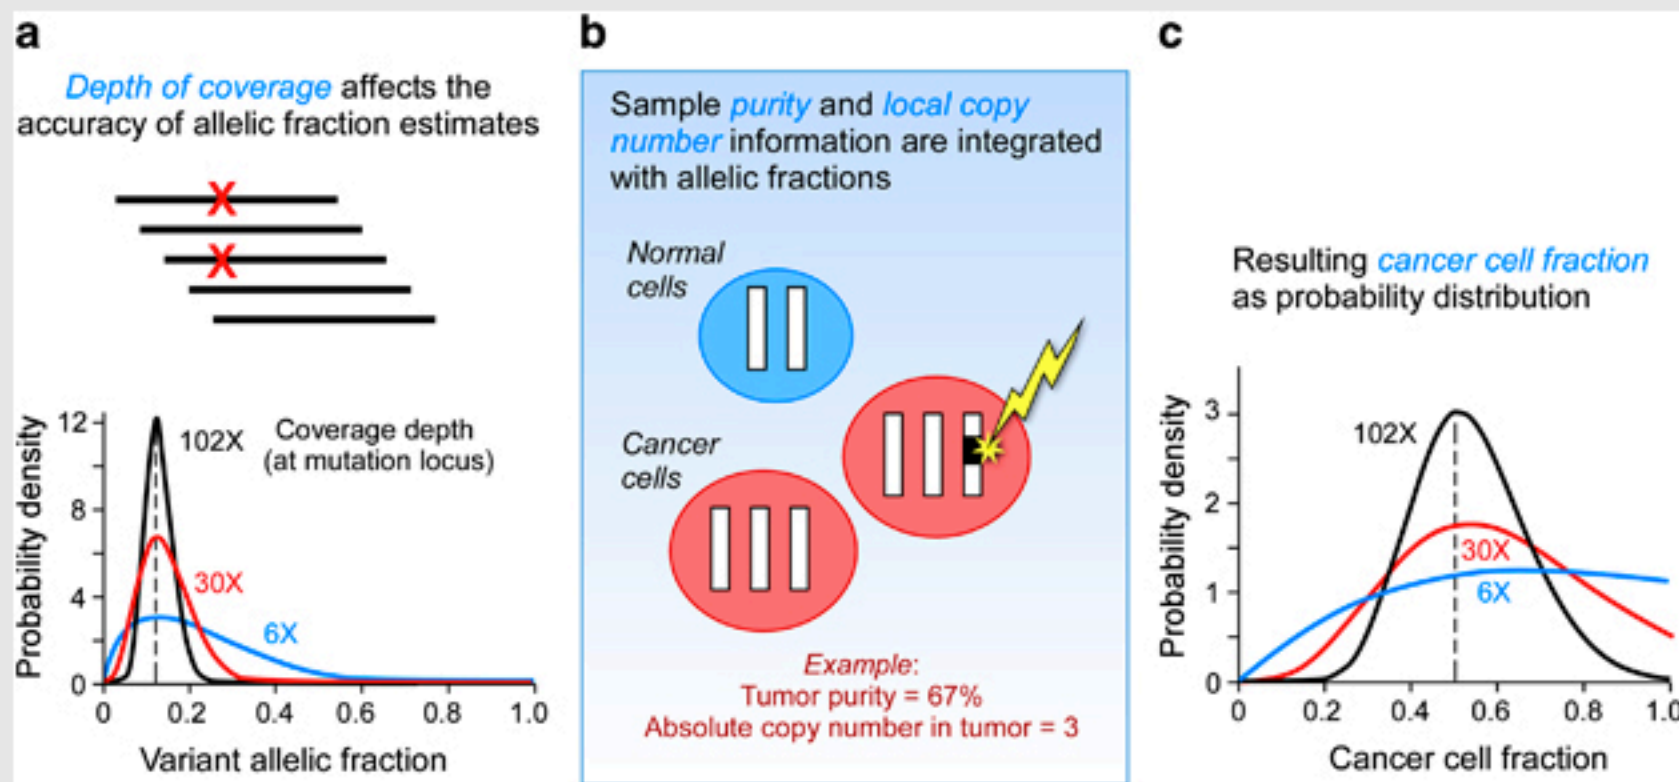 a
Depth of coverage affects the
accuracy of allelic fraction estimates
X
X
Probability density
12
8
4
0
102X
30X
6X
Coverage depth
(at mutation locus)
0 0.2 0.4 0.6 0.8 1.0
Variant allelic fraction
b
Sample purity and local copy
number information are integrated
with allelic fractions
Normal
cells
Cancer
cells
Example:
Tumor purity = 67%
Absolute copy number in tumor = 3
c
Resulting cancer cell fraction
as probability distribution
Probability density
3
2
1
0
102X
30X
6X
0 0.2 0.4 0.6 0.8 1.0
Cancer cell fraction